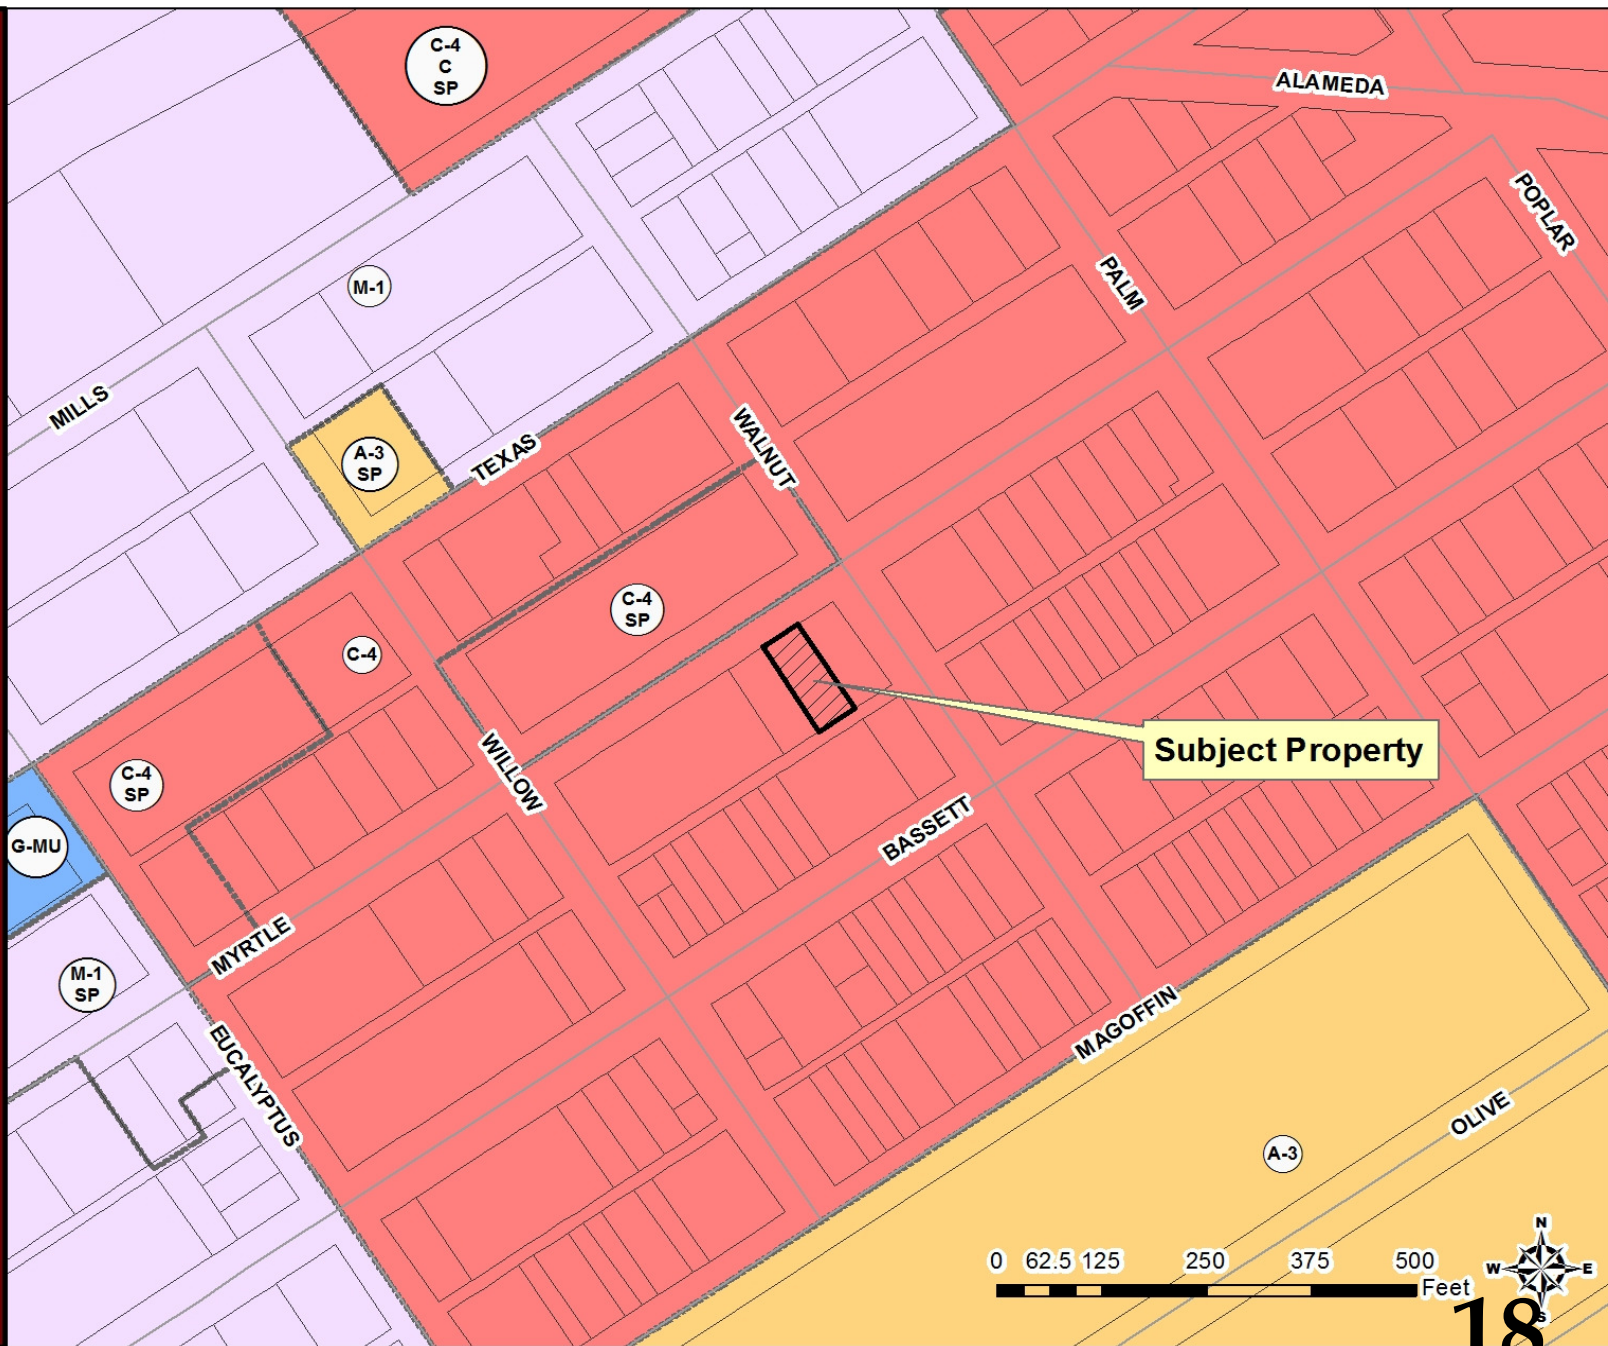 C-4
C
SP
ALAMEDA
POPLAR
PALM
M-1
MILLS
A-3
SP
TEXAS
WALNUT
C-4
SP
C-4
Subject Property
WILLOW
C-4
SP
BASSETT
G-MU
MYRTLE
M-1
SP
MAGOFFIN
EUCALYPTUS
OLIVE
A-3
0 62.5 125 250 375 500
Feet
N
W E
S
18